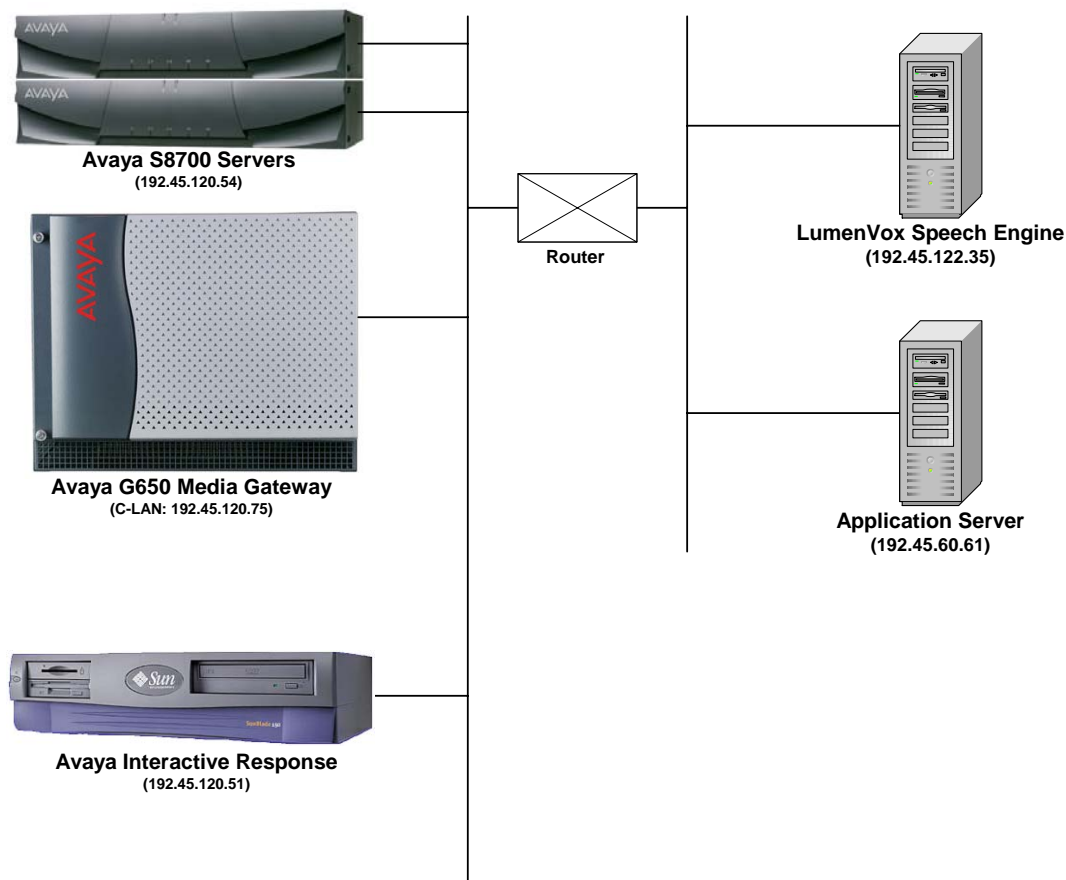 AVAYA
AVAYA
Avaya S8700 Servers
(192.45.120.54)
AVAYA
Avaya G650 Media Gateway
(C-LAN: 192.45.120.75)
Router
LumenVox Speech Engine
(192.45.122.35)
Application Server
(192.45.60.61)
Sun
SunBlade 150
Avaya Interactive Response
(192.45.120.51)